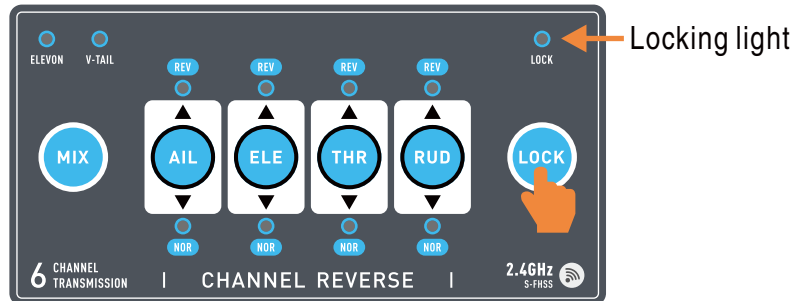 Locking light
ELEVON V-TAIL LOCK
REV REV REV REV
MIX AIL ELE THR RUD LOCK
NOR NOR NOR NOR
6 CHANNEL TRANSMISSION
CHANNEL REVERSE
2.4GHz
S-FHSS